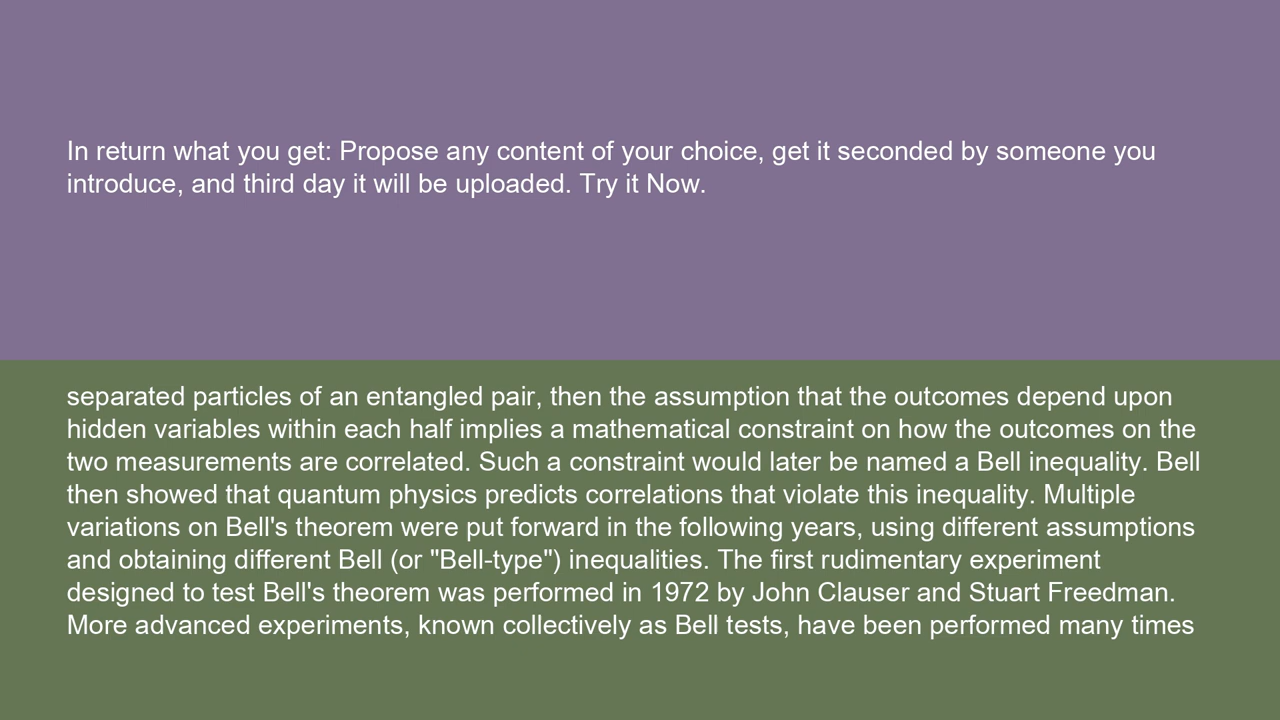 In return what you get: Propose any content of your choice, get it seconded by someone you
introduce, and third day it will be uploaded. Try it Now.
separated particles of an entangled pair, then the assumption that the outcomes depend upon
hidden variables within each half implies a mathematical constraint on how the outcomes on the
two measurements are correlated. Such a constraint would later be named a Bell inequality. Bell
then showed that quantum physics predicts correlations that violate this inequality. Multiple
variations on Bell's theorem were put forward in the following years, using different assumptions
and obtaining different Bell (or "Bell-type") inequalities. The first rudimentary experiment
designed to test Bell's theorem was performed in 1972 by John Clauser and Stuart Freedman.
More advanced experiments, known collectively as Bell tests, have been performed many times